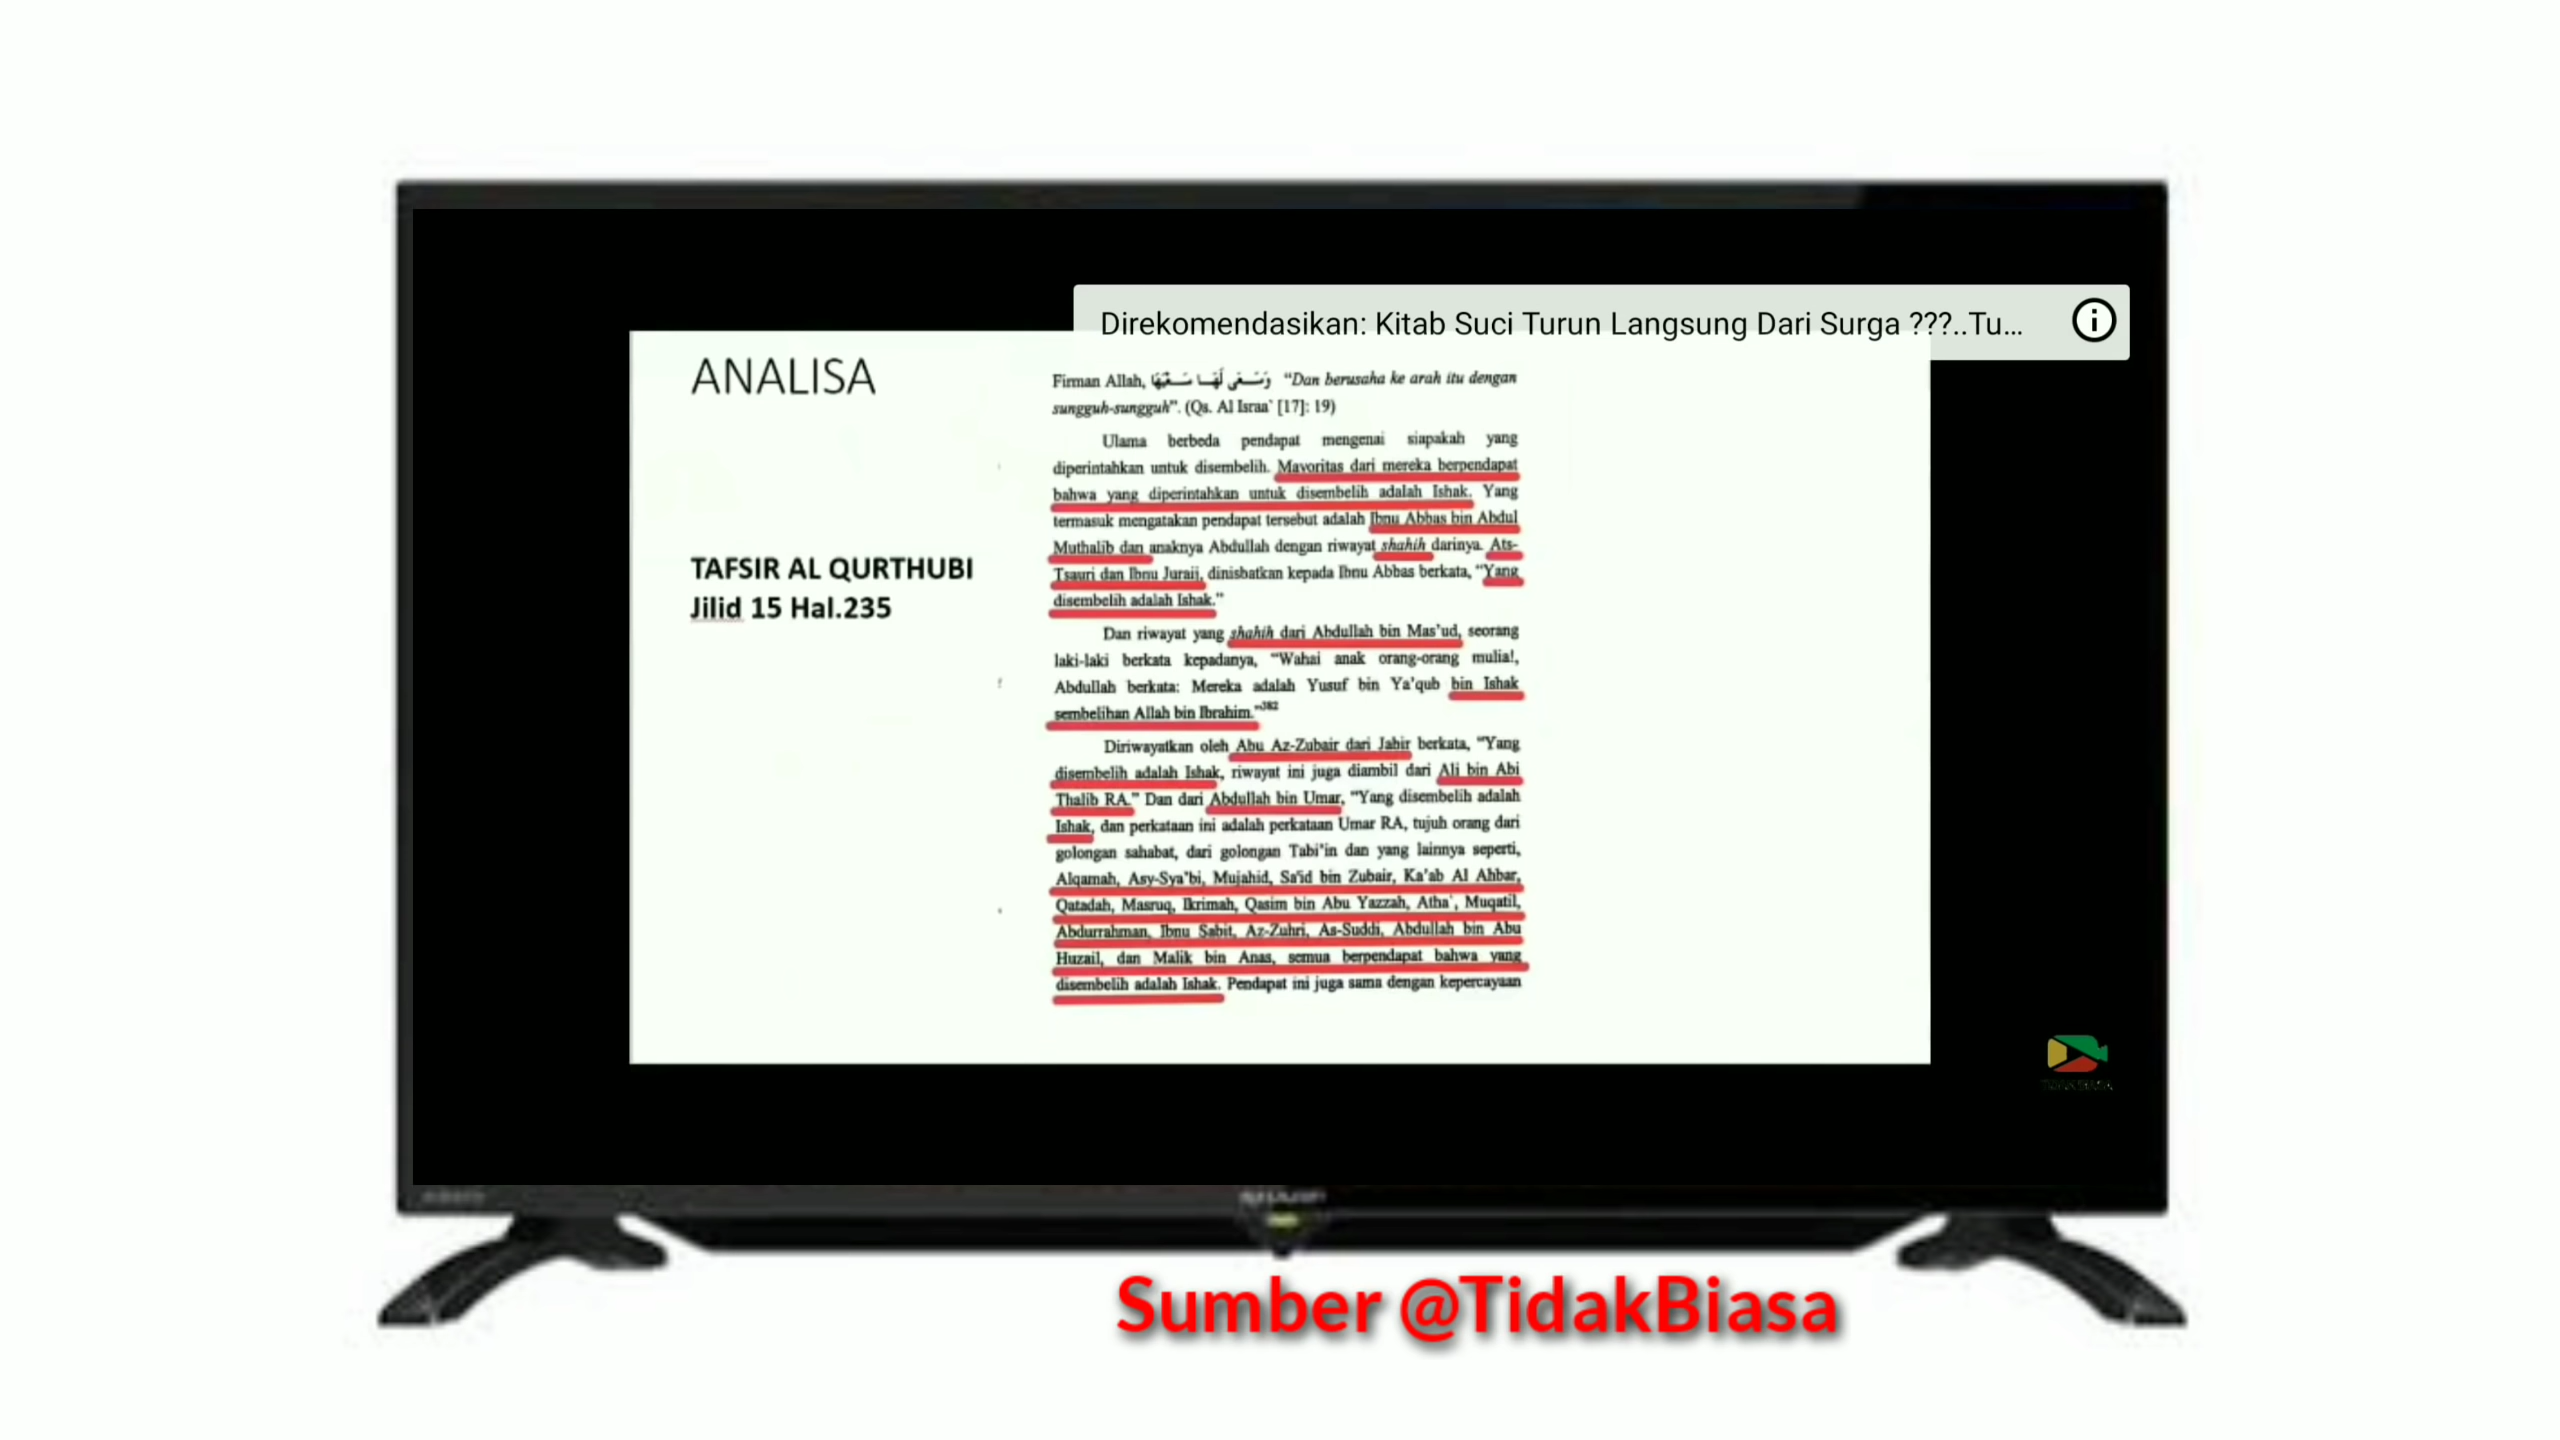 Direkomendasikan: Kitab Suci Turun Langsung Dari Surga ???..Tu...
ANALISA
TAFSIR AL QURTHUBI
Jilid 15 Hal.235
Firman Allah, وَسَعَى لَهَا سَعْيَهَا "Dan berusaha ke arah itu dengan
sungguh-sungguh". (Qs. Al Israa` [17]: 19)
Ulama berbeda pendapat mengenai siapakah yang
diperintahkan untuk disembelih. Mayoritas dari mereka berpendapat
bahwa yang diperintahkan untuk disembelih adalah Ishak. Yang
termasuk mengatakan pendapat tersebut adalah Ibnu Abbas bin Abdul
Muthalib dan anaknya Abdullah dengan riwayat shahih darinya. Ats-
Tsauri dan Ibnu Juraij, dinisbatkan kepada Ibnu Abbas berkata, "Yang
disembelih adalah Ishak."
Dan riwayat yang shahih dari Abdullah bin Mas'ud, seorang
laki-laki berkata kepadanya, "Wahai anak orang-orang mulia!,
Abdullah berkata: Mereka adalah Yusuf bin Ya'qub bin Ishak
sembelihan Allah bin Ibrahim."382
Diriwayatkan oleh Abu Az-Zubair dari Jabir berkata, "Yang
disembelih adalah Ishak, riwayat ini juga diambil dari Ali bin Abi
Thalib RA." Dan dari Abdullah bin Umar, "Yang disembelih adalah
Ishak, dan perkataan ini adalah perkataan Umar RA, tujuh orang dari
golongan sahabat, dari golongan Tabi'in dan yang lainnya seperti,
Alqamah, Asy-Sya'bi, Mujahid, Sa'id bin Zubair, Ka'ab Al Ahbar,
Qatadah, Masruq, Ikrimah, Qasim bin Abu Yazzah, Atha`, Muqatil,
Abdurrahman, Ibnu Sabit, Az-Zuhri, As-Suddi, Abdullah bin Abu
Huzail, dan Malik bin Anas, semua berpendapat bahwa yang
disembelih adalah Ishak. Pendapat ini juga sama dengan kepercayaan
Sumber @TidakBiasa